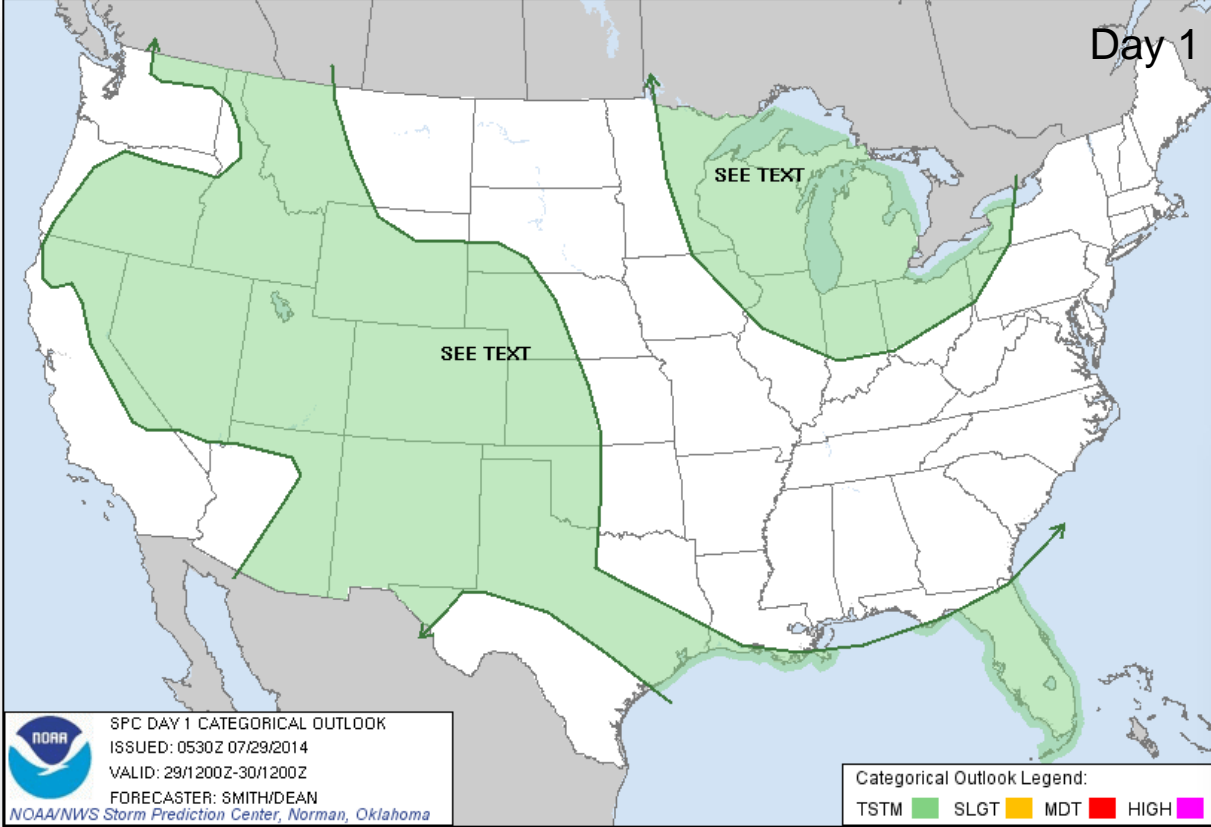 Day 1
SEE TEXT
SEE TEXT
NOAA
SPC DAY 1 CATEGORICAL OUTLOOK
ISSUED: 0530Z 07/29/2014
VALID: 29/1200Z-30/1200Z
FORECASTER: SMITH/DEAN
NOAA/NWS Storm Prediction Center, Norman, Oklahoma
Categorical Outlook Legend:
TSTM SLGT MDT HIGH